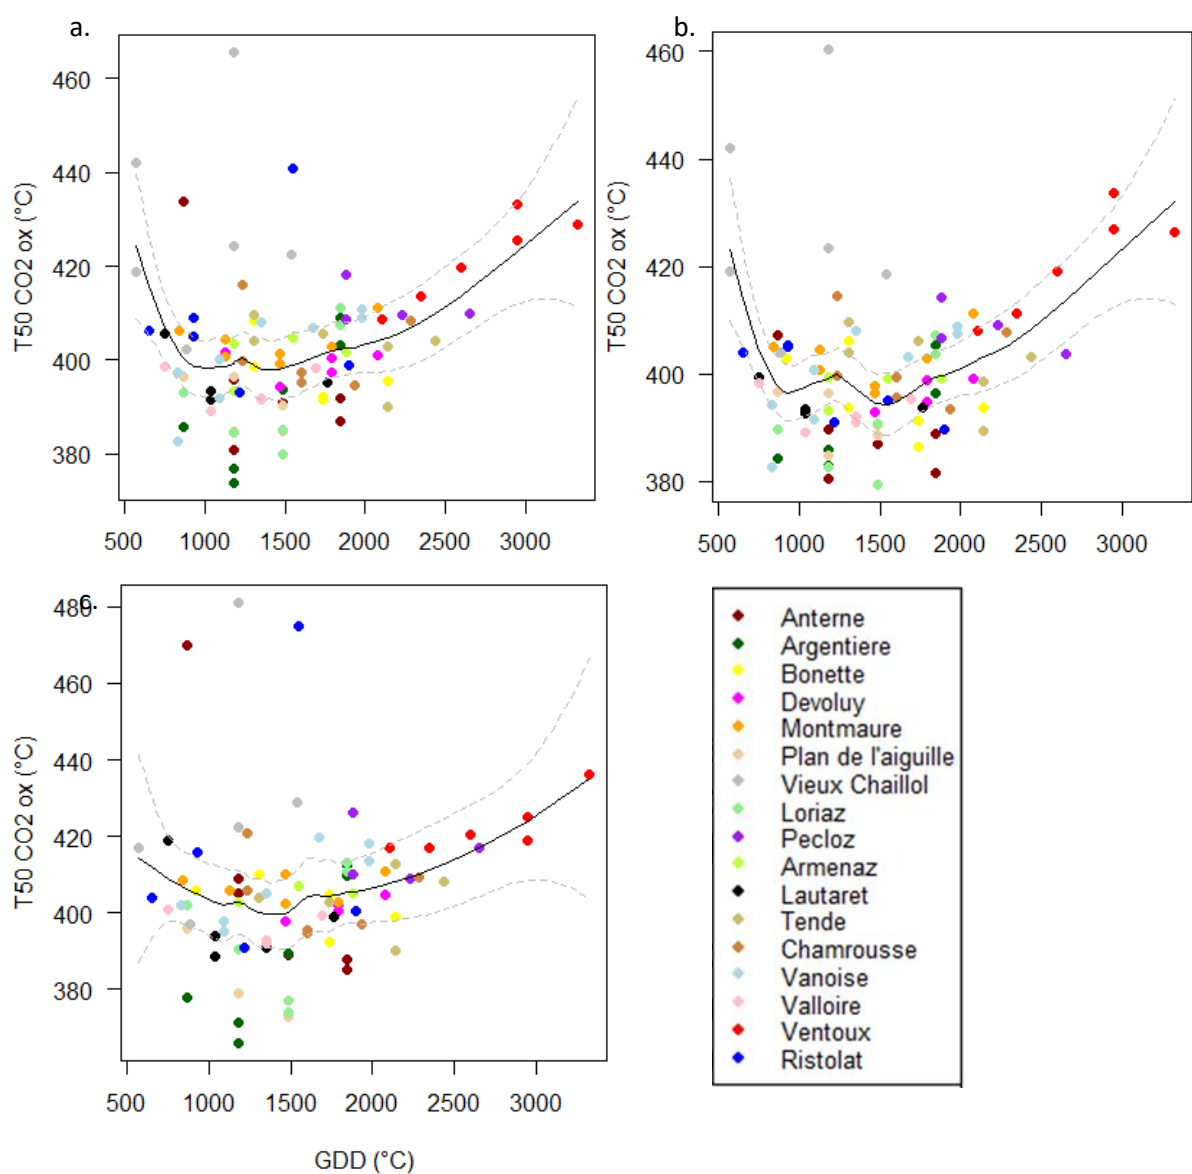 a.
b.
T50 CO2 ox (°C)
460
440
420
400
380
500 1000 1500 2000 2500 3000
T50 CO2 ox (°C)
460
440
420
400
380
500 1000 1500 2000 2500 3000
c.
T50 CO2 ox (°C)
480
460
440
420
400
380
500 1000 1500 2000 2500 3000
GDD (°C)
Anterne
Argentiere
Bonette
Devoluy
Montmaure
Plan de l'aiguille
Vieux Chaillol
Loriaz
Pecloz
Armenaz
Lautaret
Tende
Chamrousse
Vanoise
Valloire
Ventoux
Ristolat